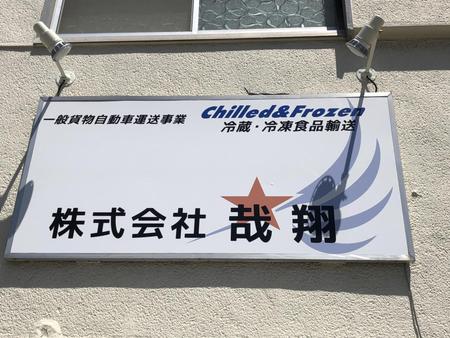 一般貨物自動車運送事業
Chilled&Frozen
冷蔵・冷凍食品輸送
株式会社 哉翔